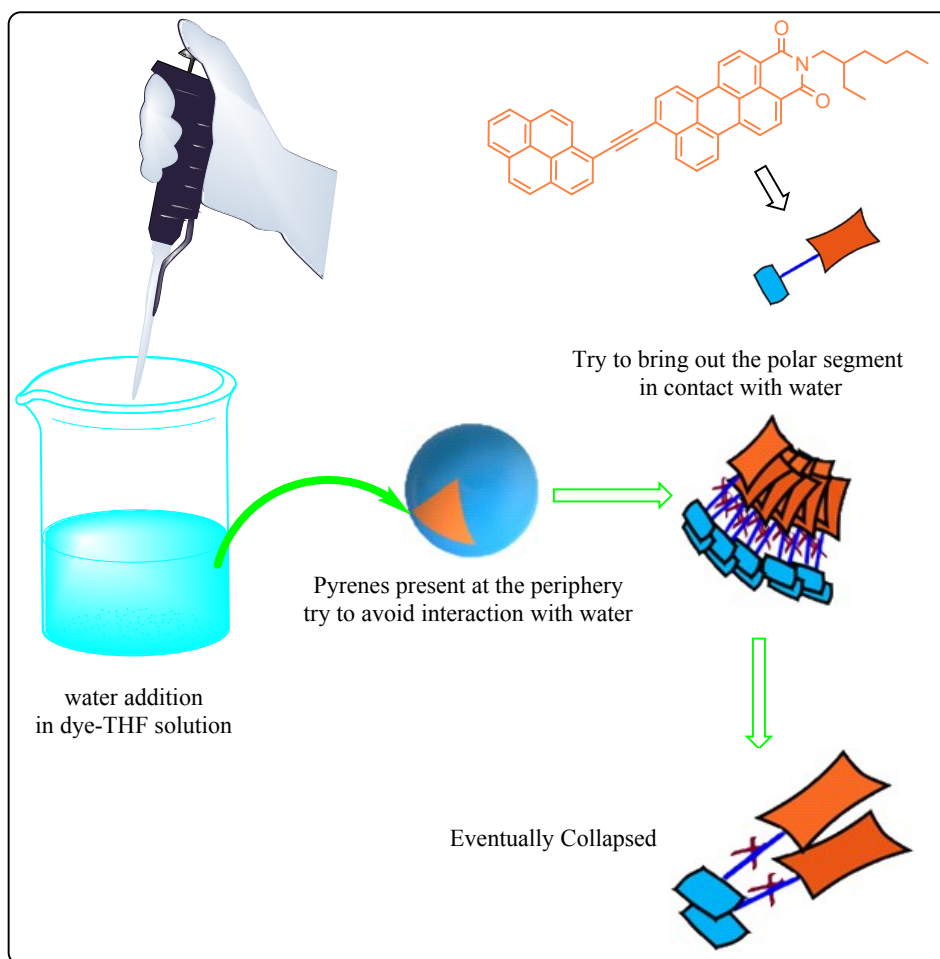 O
N
O
Try to bring out the polar segment
in contact with water
Pyrenes present at the periphery
try to avoid interaction with water
water addition
in dye-THF solution
Eventually Collapsed